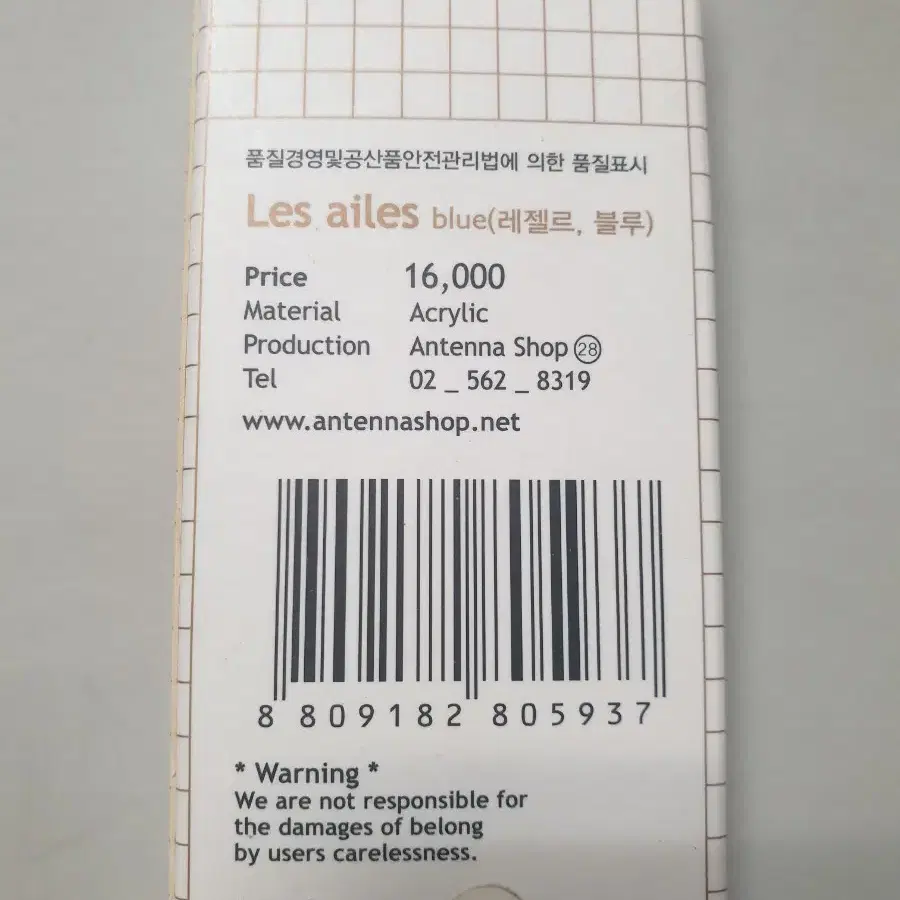 품질경영및공산품안전관리법에 의한 품질표시
Les ailes blue(레젤르, 블루)
Price 16,000
Material Acrylic
Production Antenna Shop 28
Tel 02 _ 562 _ 8319
www.antennashop.net
8 809182 805937
* Warning *
We are not responsible for
the damages of belong
by users carelessness.